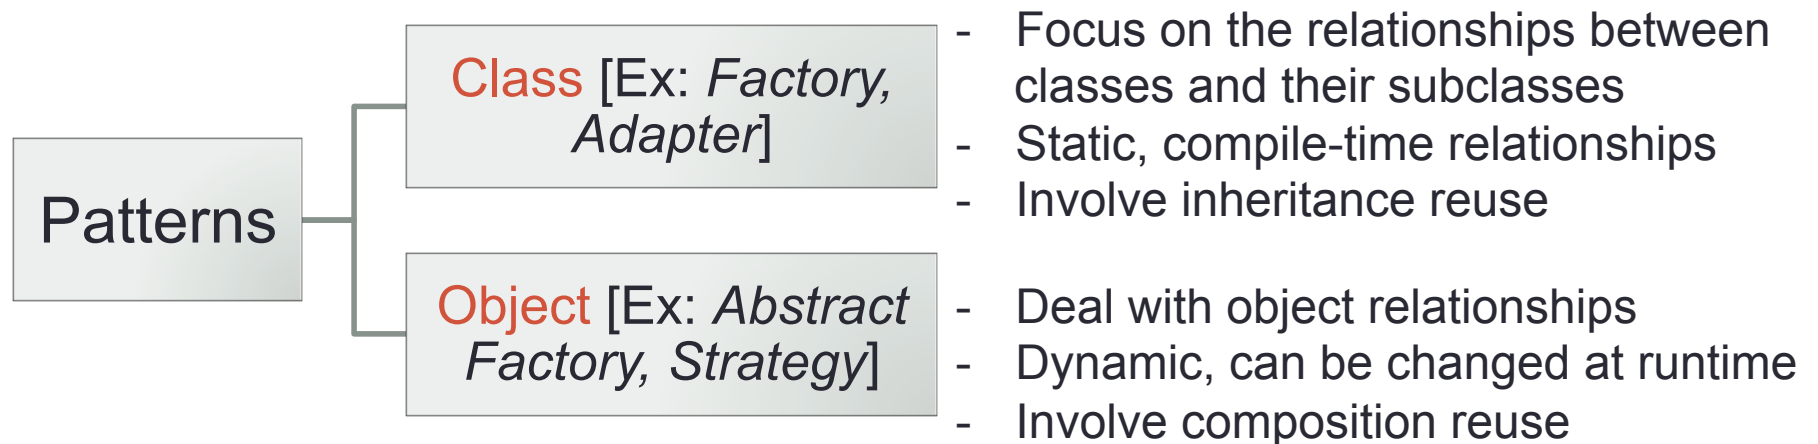 Patterns
Class [Ex: Factory,
Adapter]
- Focus on the relationships between
classes and their subclasses
- Static, compile-time relationships
- Involve inheritance reuse
Object [Ex: Abstract
Factory, Strategy]
- Deal with object relationships
- Dynamic, can be changed at runtime
- Involve composition reuse